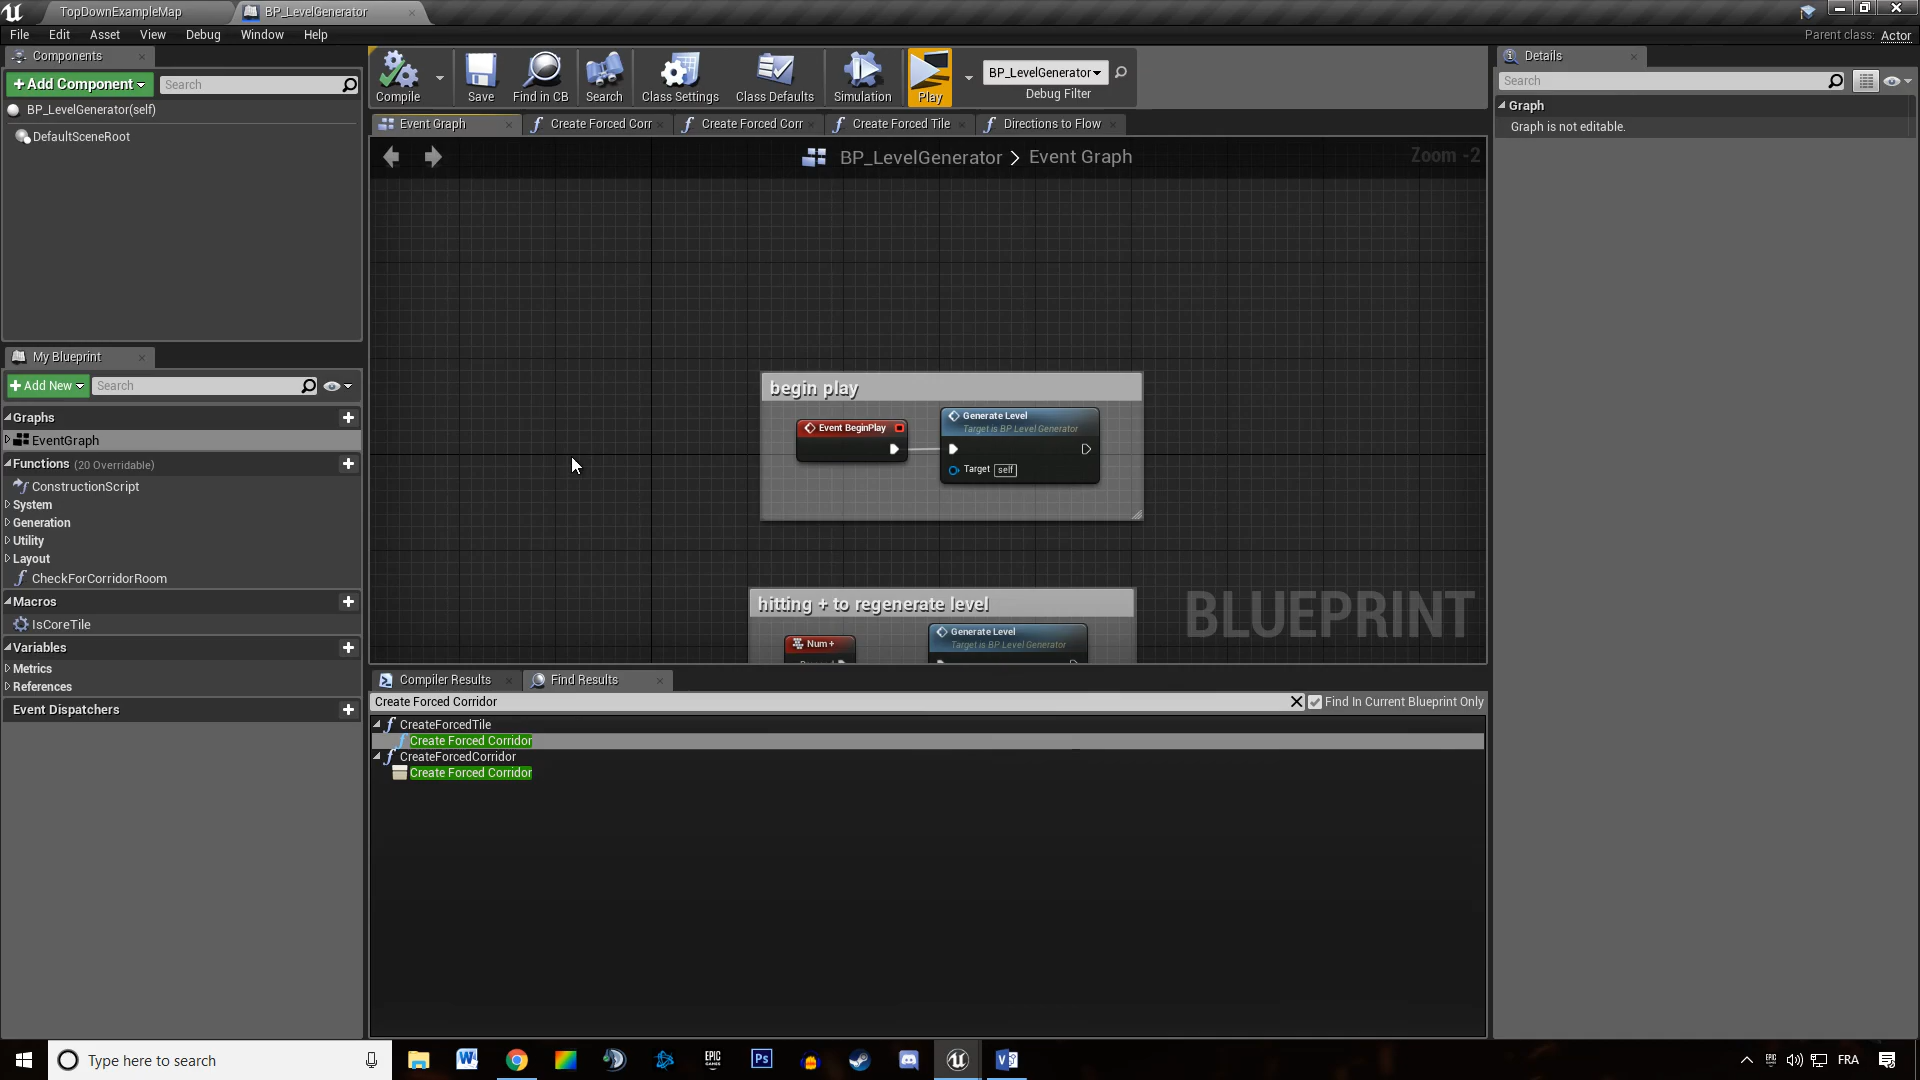 TopDownExampleMap
BP_LevelGenerator
File Edit Asset View Debug Window Help
Parent class: Actor
Components
+Add Component
Search
BP_LevelGenerator(self)
DefaultSceneRoot
Compile
Save
Find in CB
Search
Class Settings
Class Defaults
Simulation
Play
BP_LevelGenerator
Debug Filter
Details
Search
Graph
Graph is not editable.
Event Graph
Create Forced Corr
Create Forced Corr
Create Forced Tile
Directions to Flow
BP_LevelGenerator > Event Graph
Zoom -2
begin play
Event BeginPlay
Generate Level
Target is BP Level Generator
Target self
hitting + to regenerate level
Num +
Generate Level
Target is BP Level Generator
BLUEPRINT
My Blueprint
+Add New
Search
Graphs
EventGraph
Functions (20 Overridable)
ConstructionScript
System
Generation
Utility
Layout
CheckForCorridorRoom
Macros
IsCoreTile
Variables
Metrics
References
Event Dispatchers
Compiler Results
Find Results
Create Forced Corridor
Find In Current Blueprint Only
CreateForcedTile
Create Forced Corridor
CreateForcedCorridor
Create Forced Corridor
Type here to search
FRA